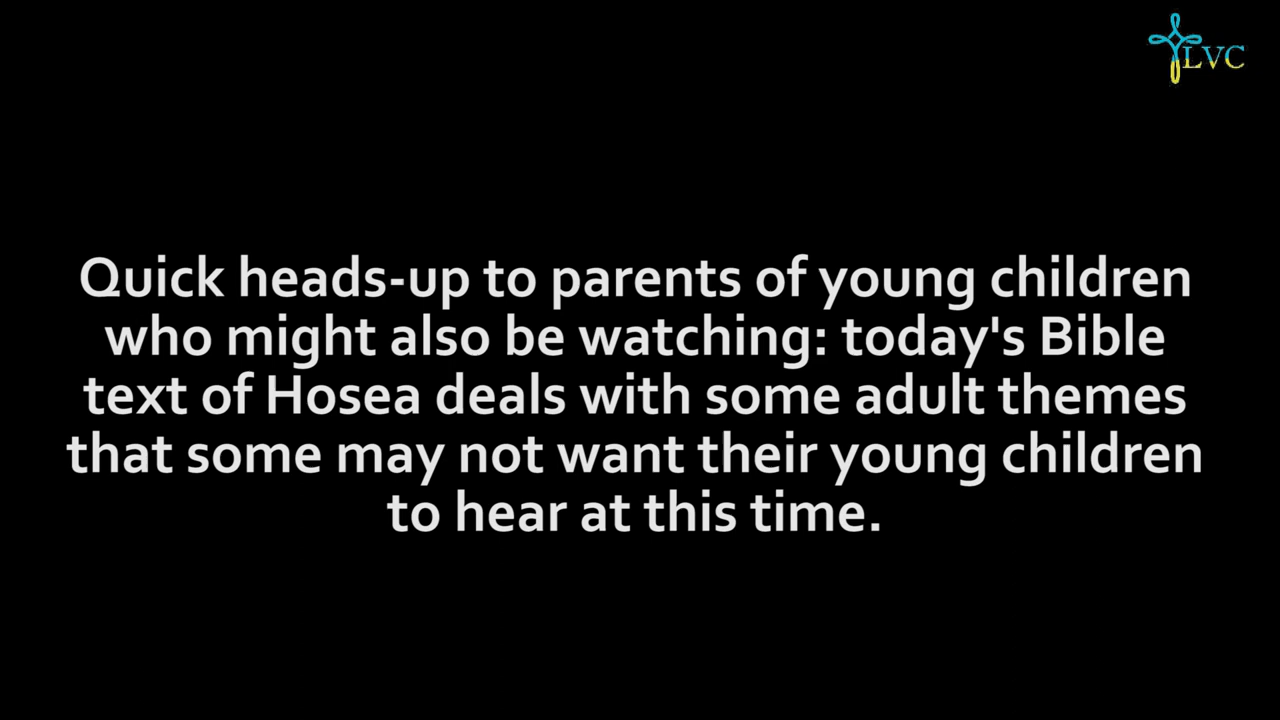 LVC
Quick heads-up to parents of young children
who might also be watching: today's Bible
text of Hosea deals with some adult themes
that some may not want their young children
to hear at this time.